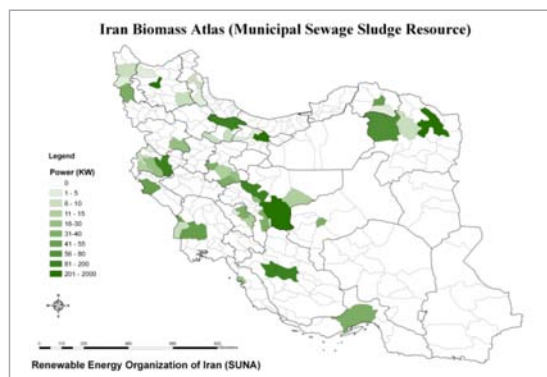 Iran Biomass Atlas (Municipal Sewage Sludge Resource)
Legend
Power (KW)
0
1 - 5
6 - 10
11 - 15
16-30
31-40
41 - 55
56 - 80
81 - 200
201 - 2000
Renewable Energy Organization of Iran (SUNA)